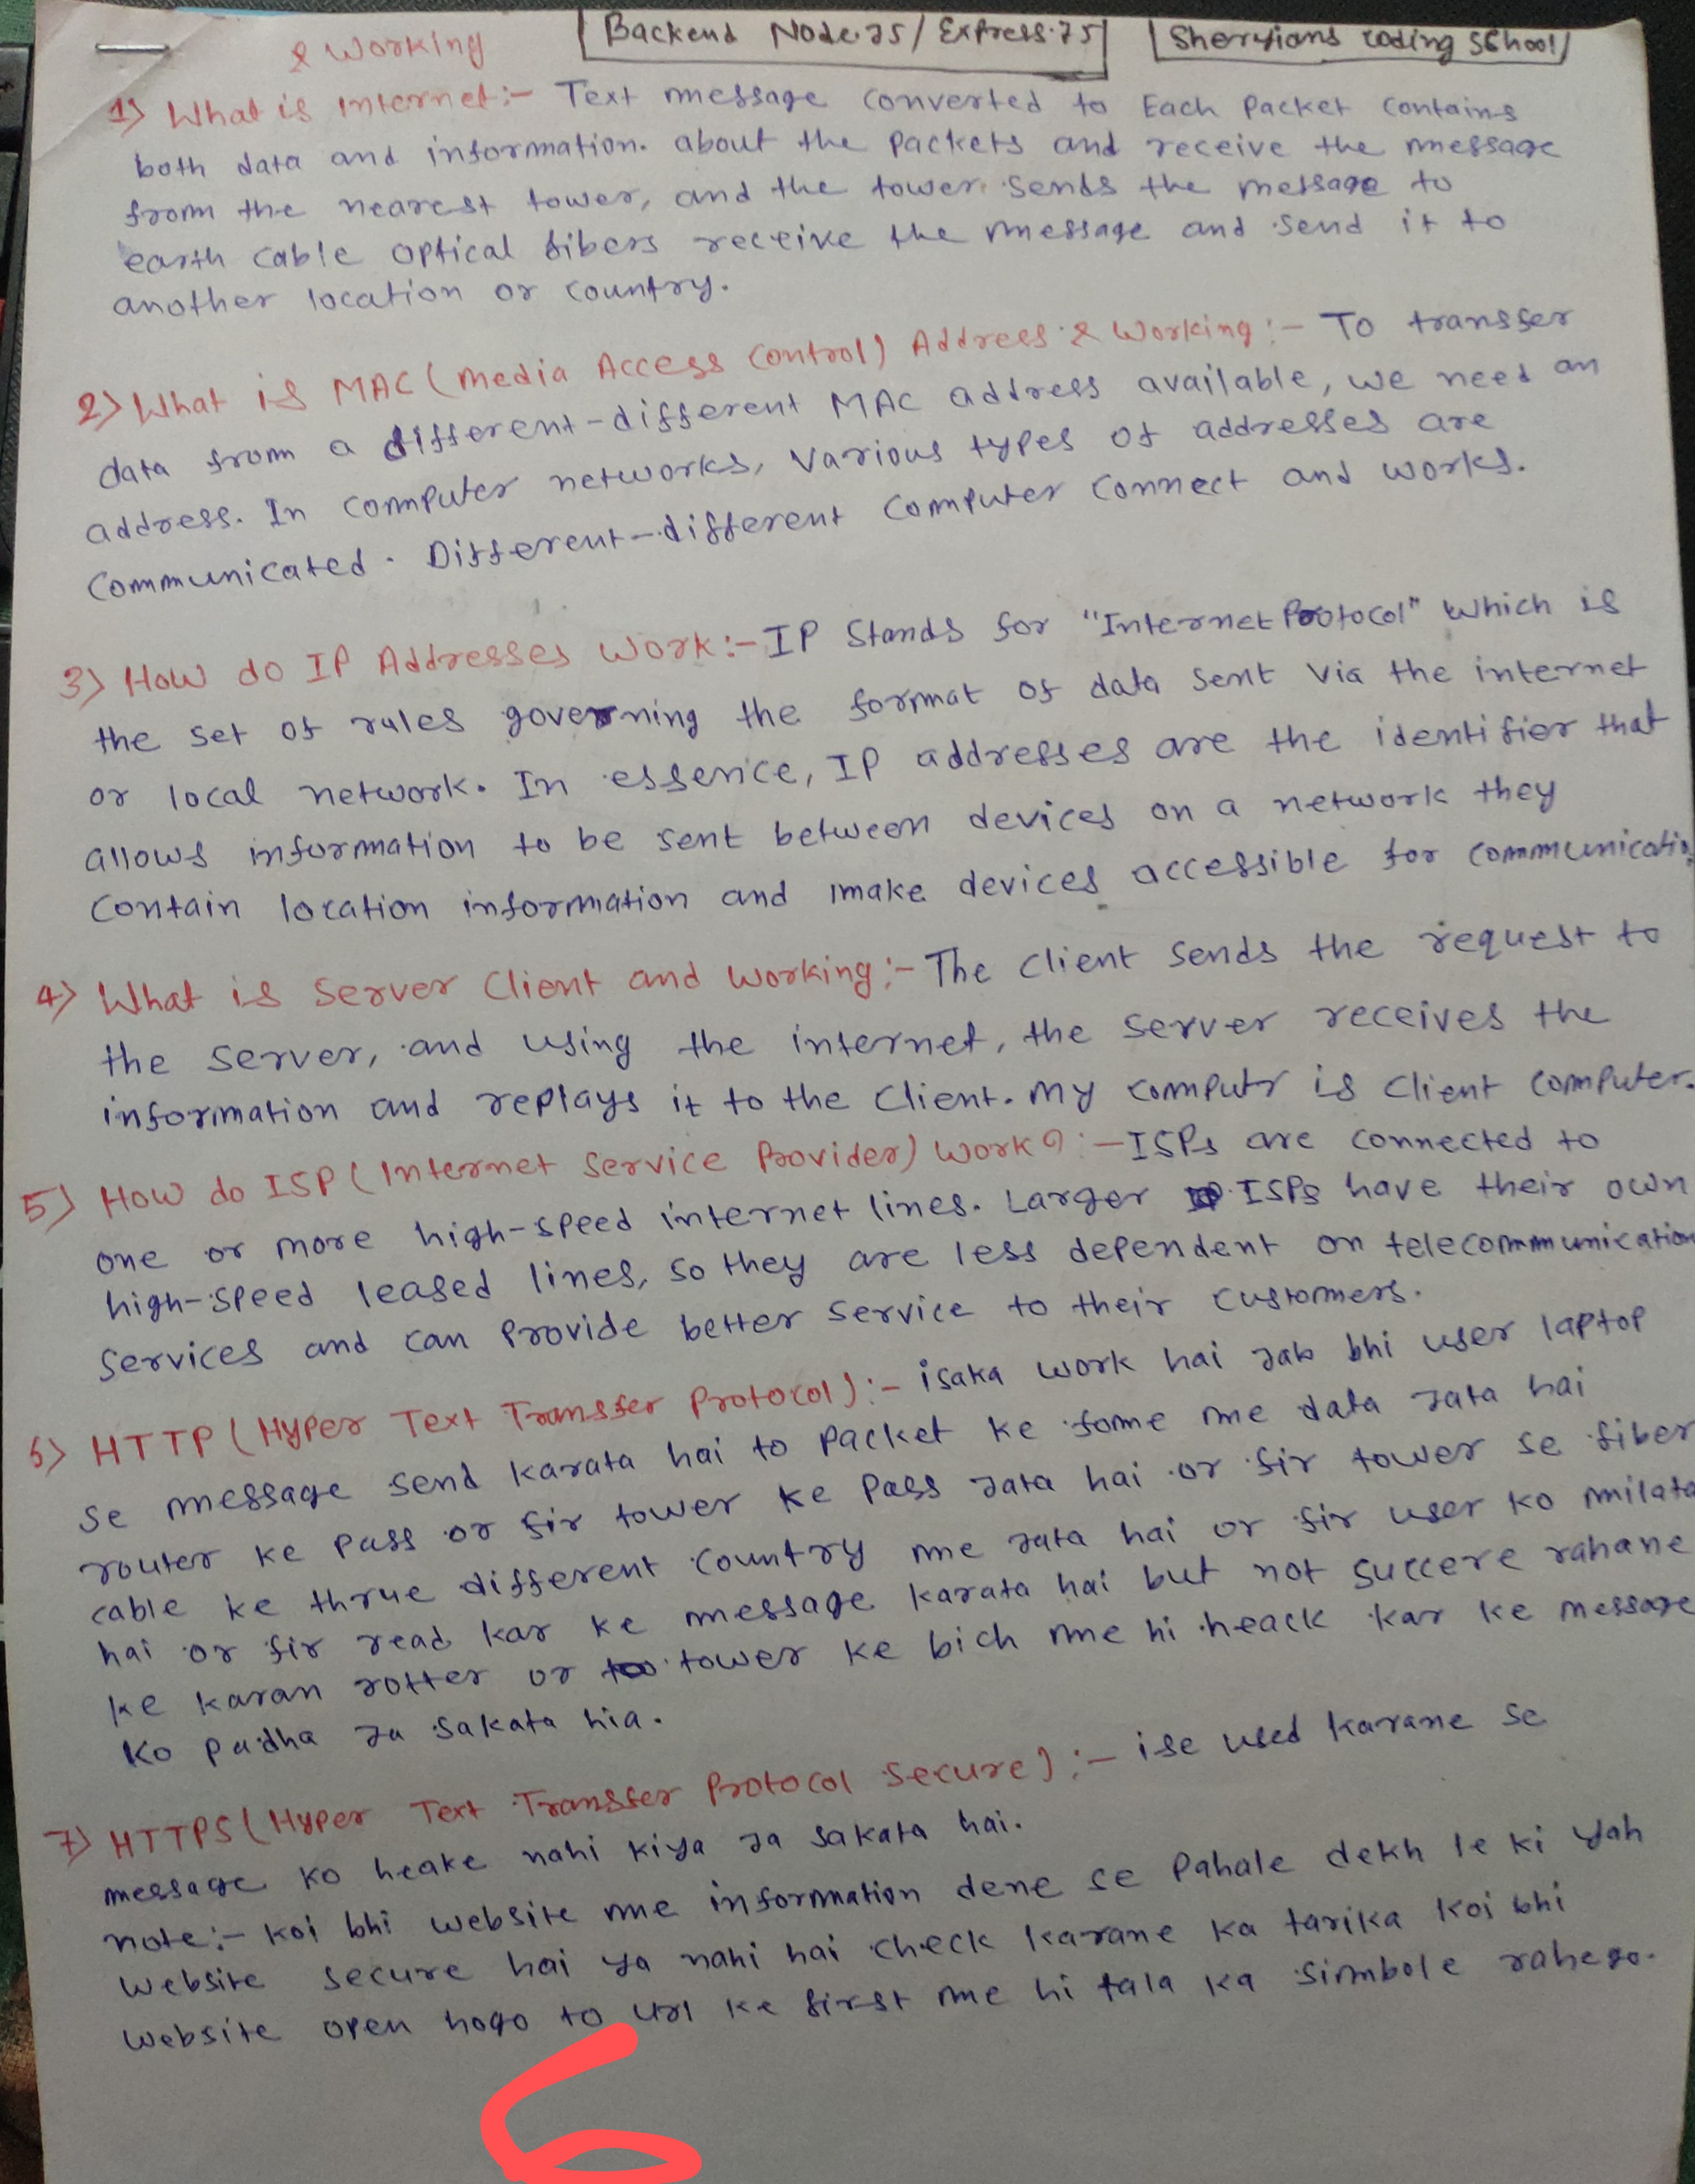 Backend Node.JS/Express.JS
Sheryians coding school
& Working
1) What is internet:- Text message converted to Each Packet contains
both data and information. about the packets and receive the message
from the nearest tower, and the tower sends the message to
earth cable optical fibers receive the message and send it to
another location or country.
2) What is MAC (Media Access Control) Address & Working:- To transfer
data from a different-different MAC address available, we need an
address. In computer networks, various types of addresses are
communicated. Different-different computer connect and works.
3) How do IP Addresses work:- IP Stands for "Internet Protocol" which is
the set of rules governing the format of data sent via the internet
or local network. In essence, IP addresses are the identifier that
allows information to be sent between devices on a network they
contain location information and make devices accessible for communicatio
4) What is Server Client and working:- The client sends the request to
the server, and using the internet, the server receives the
information and replays it to the client. my computr is client computer.
5) How do ISP (Internet Service Provider) work?:- ISPs are connected to
one or more high-speed internet lines. Larger ISPs have their own
high-speed leased lines, so they are less dependent on telecommunication
services and can provide better service to their customers.
6) HTTP (Hyper Text Transfer Protocol):- isaka work hai Jab bhi user laptop
se message send karata hai to packet ke fome me data Jata hai
router ke pass or fir tower ke pass Jata hai or fir tower se fiber
cable ke thrue different country me Jata hai or fir user ko milata
hai or fir read kar ke message karata hai but not succere rahane
ke karan rotter or tower ke bich me hi heack kar ke message
ko padha Ja sakata hia.
7) HTTPS (Hyper Text Transfer Protocol Secure):- ise used karane se
message ko heake nahi kiya Ja sakata hai.
note:- koi bhi website me information dene se pahale dekh le ki yah
website secure hai ya nahi hai check karane ka tarika koi bhi
website open hogo to url ke first me hi tala ka simbole rahego.
6